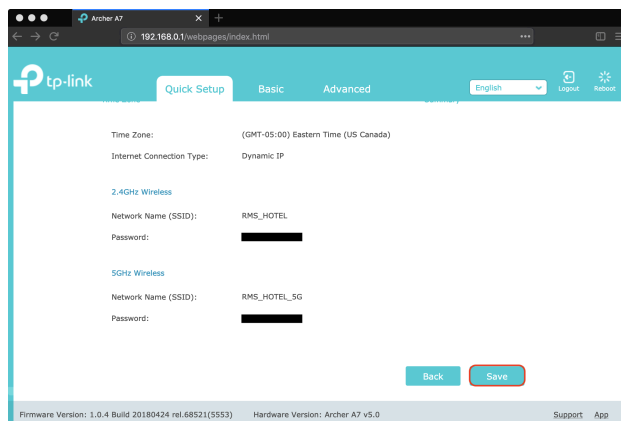 Archer A7
192.168.0.1/webpages/index.html
tp-link
Quick Setup
Basic
Advanced
English
Logout
Reboot
Time Zone
Summary
Time Zone: (GMT-05:00) Eastern Time (US Canada)
Internet Connection Type: Dynamic IP
2.4GHz Wireless
Network Name (SSID): RMS_HOTEL
Password:
5GHz Wireless
Network Name (SSID): RMS_HOTEL_5G
Password:
Back
Save
Firmware Version: 1.0.4 Build 20180424 rel.68521(5553) Hardware Version: Archer A7 v5.0 Support App